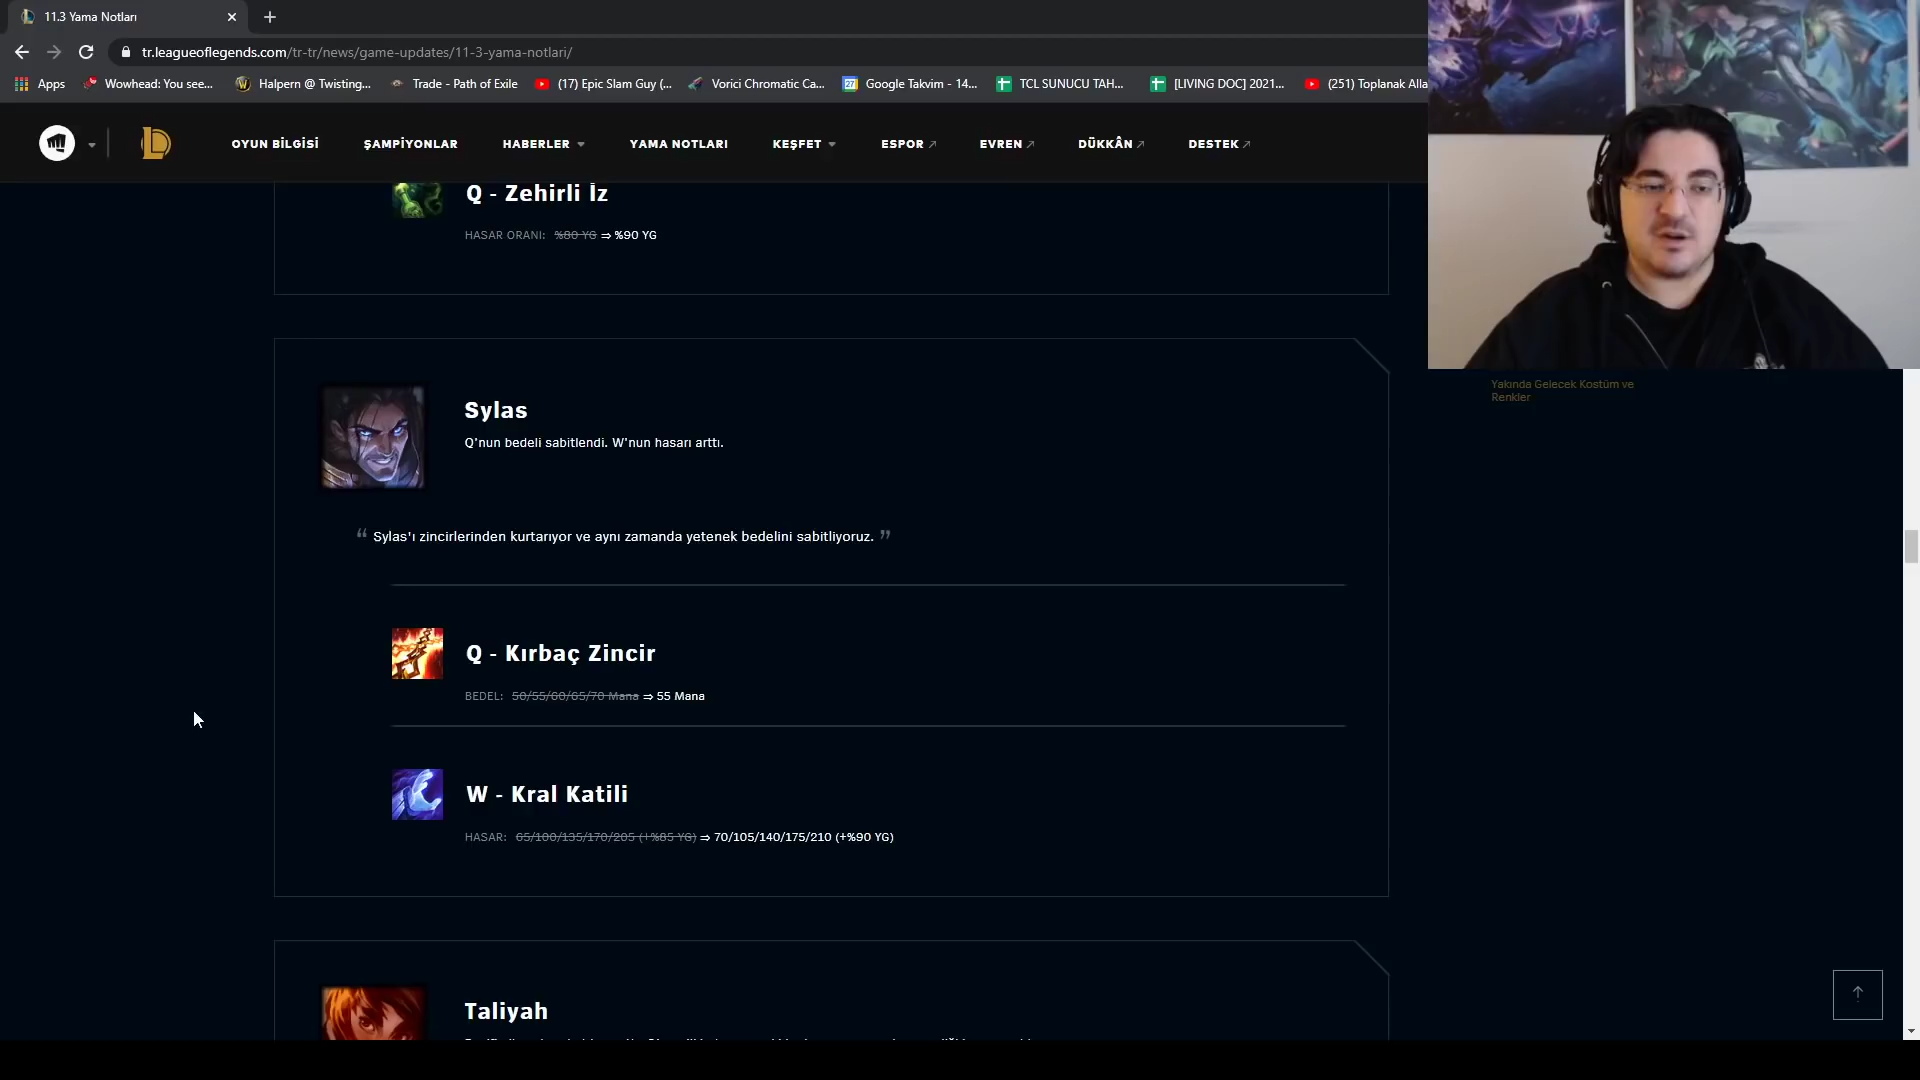 11.3 Yama Notları
tr.leagueoflegends.com/tr-tr/news/game-updates/11-3-yama-notlari/
Apps
Wowhead: You see...
Halpern @ Twisting...
Trade - Path of Exile
(17) Epic Slam Guy (...
Vorici Chromatic Ca...
Google Takvim - 14...
TCL SUNUCU TAH...
[LIVING DOC] 2021...
(251) Toplanak Alla
OYUN BİLGİSİ
ŞAMPİYONLAR
HABERLER
YAMA NOTLARI
KEŞFET
ESPOR
EVREN
DÜKKÂN
DESTEK
Q - Zehirli İz
HASAR ORANI: %80 YG ⇒ %90 YG
Yakında Gelecek Kostüm ve
Renkler
Sylas
Q'nun bedeli sabitlendi. W'nun hasarı arttı.
“ Sylas'ı zincirlerinden kurtarıyor ve aynı zamanda yetenek bedelini sabitliyoruz. ”
Q - Kırbaç Zincir
BEDEL: 50/55/60/65/70 Mana ⇒ 55 Mana
W - Kral Katili
HASAR: 65/100/135/170/205 (+%85 YG) ⇒ 70/105/140/175/210 (+%90 YG)
Taliyah